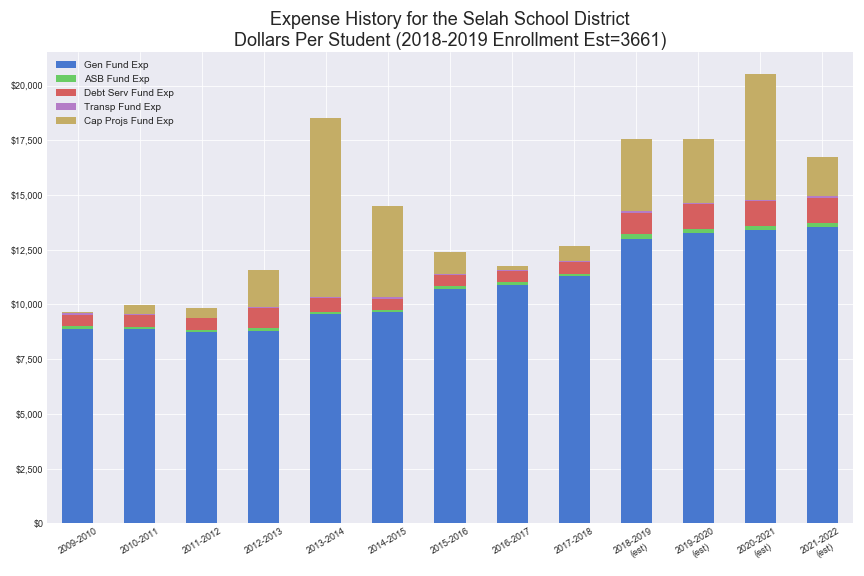 Expense History for the Selah School District
Dollars Per Student (2018-2019 Enrollment Est=3661)
Gen Fund Exp
ASB Fund Exp
Debt Serv Fund Exp
Transp Fund Exp
Cap Projs Fund Exp
$20,000
$17,500
$15,000
$12,500
$10,000
$7,500
$5,000
$2,500
$0
2009-2010
2010-2011
2011-2012
2012-2013
2013-2014
2014-2015
2015-2016
2016-2017
2017-2018
2018-2019
(est)
2019-2020
(est)
2020-2021
(est)
2021-2022
(est)